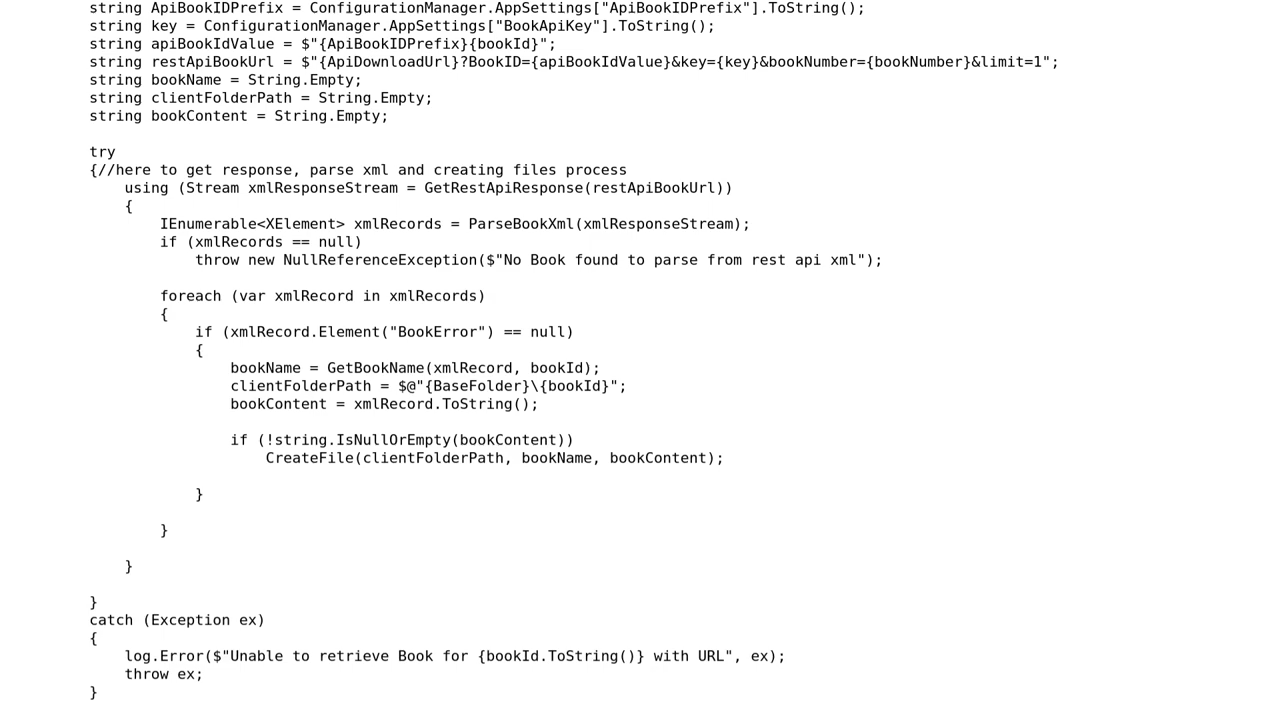 string ApiBookIDPrefix = ConfigurationManager.AppSettings["ApiBookIDPrefix"].ToString();
string key = ConfigurationManager.AppSettings["BookApiKey"].ToString();
string apiBookIdValue = $"{ApiBookIDPrefix}{bookId}";
string restApiBookUrl = $"{ApiDownloadUrl}?BookID={apiBookIdValue}&key={key}&bookNumber={bookNumber}&limit=1";
string bookName = String.Empty;
string clientFolderPath = String.Empty;
string bookContent = String.Empty;

try
{//here to get response, parse xml and creating files process
    using (Stream xmlResponseStream = GetRestApiResponse(restApiBookUrl))
    {
        IEnumerable<XElement> xmlRecords = ParseBookXml(xmlResponseStream);
        if (xmlRecords == null)
            throw new NullReferenceException($"No Book found to parse from rest api xml");

        foreach (var xmlRecord in xmlRecords)
        {
            if (xmlRecord.Element("BookError") == null)
            {
                bookName = GetBookName(xmlRecord, bookId);
                clientFolderPath = $@"{BaseFolder}\{bookId}";
                bookContent = xmlRecord.ToString();

                if (!string.IsNullOrEmpty(bookContent))
                    CreateFile(clientFolderPath, bookName, bookContent);

            }

        }

    }

}
catch (Exception ex)
{
    log.Error($"Unable to retrieve Book for {bookId.ToString()} with URL", ex);
    throw ex;
}